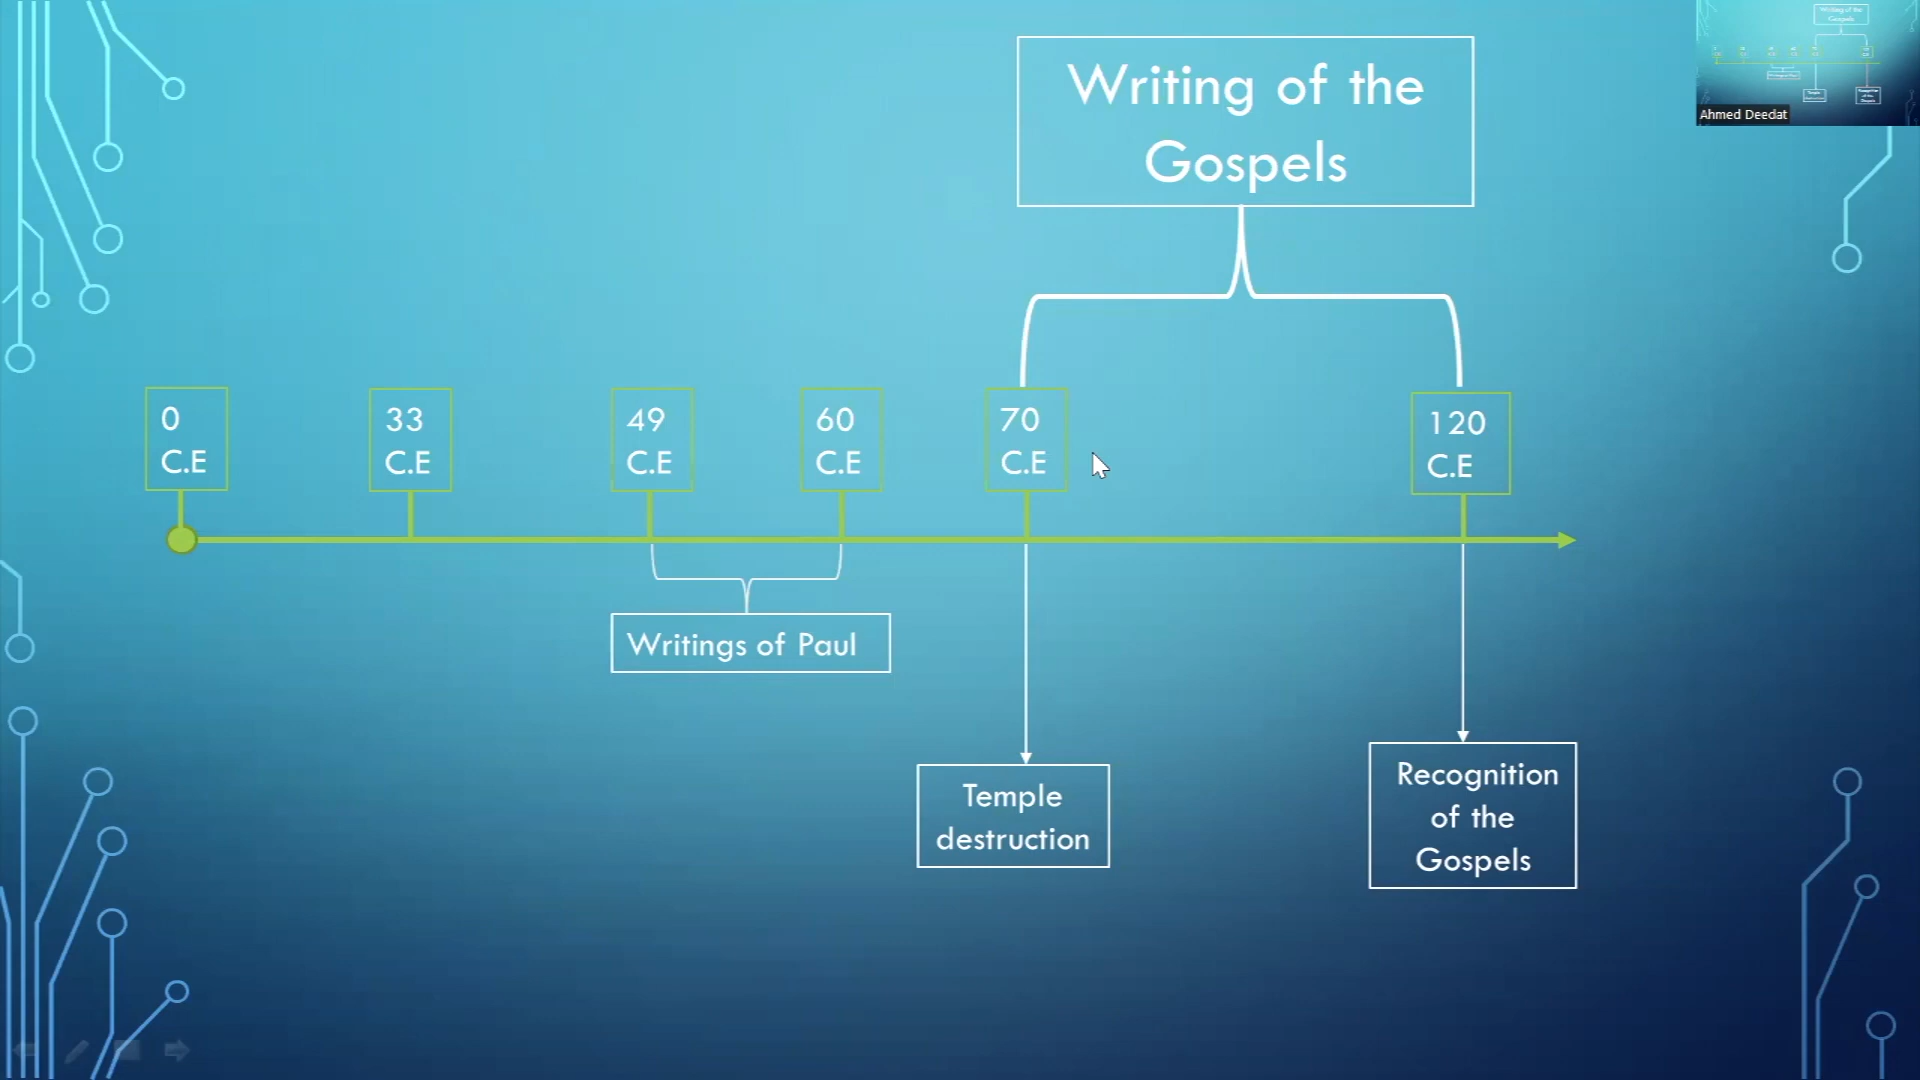 Writing of the
Gospels
Ahmed Deedat
0
C.E
33
C.E
49
C.E
60
C.E
70
C.E
120
C.E
Writings of Paul
Temple
destruction
Recognition
of the
Gospels